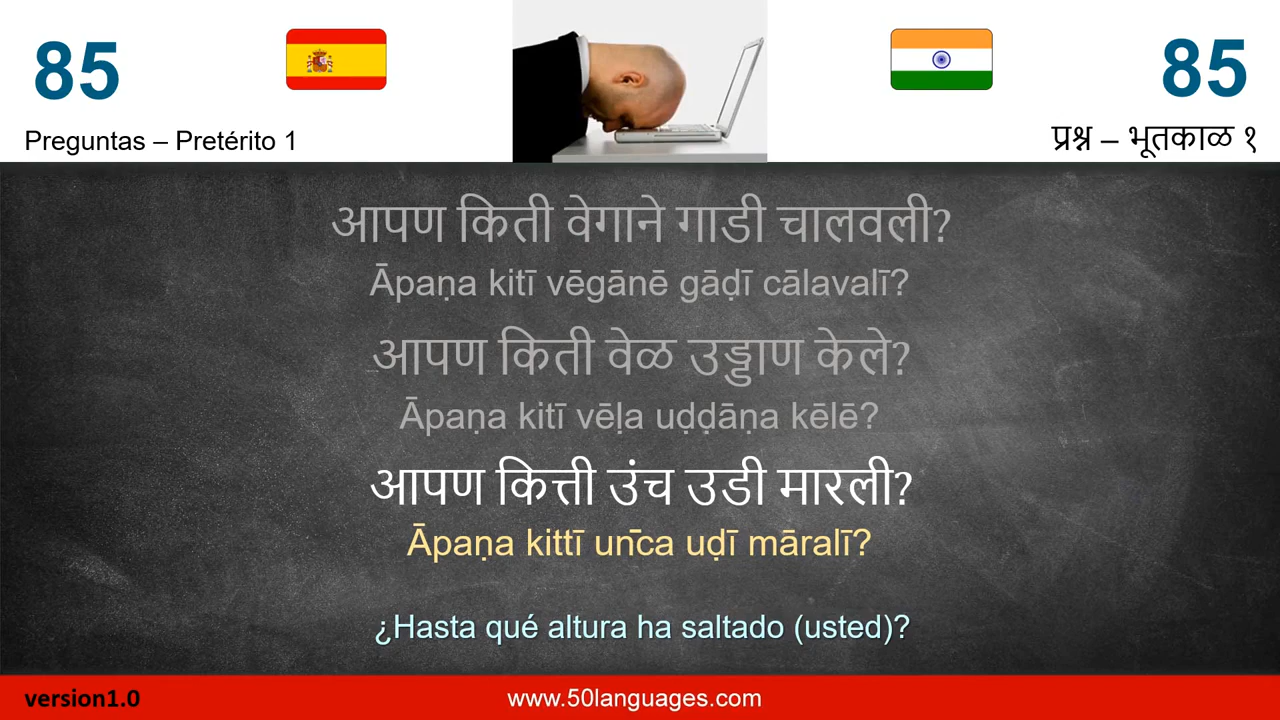 85
85
Preguntas – Pretérito 1
प्रश्न – भूतकाळ १
आपण किती वेगाने गाडी चालवली?
Āpaṇa kitī vēgānē gāḍī cālavalī?
आपण किती वेळ उड्डाण केले?
Āpaṇa kitī vēḷa uḍḍāṇa kēlē?
आपण कित्ती उंच उडी मारली?
Āpaṇa kittī un̄ca uḍī māralī?
¿Hasta qué altura ha saltado (usted)?
version1.0
www.50languages.com